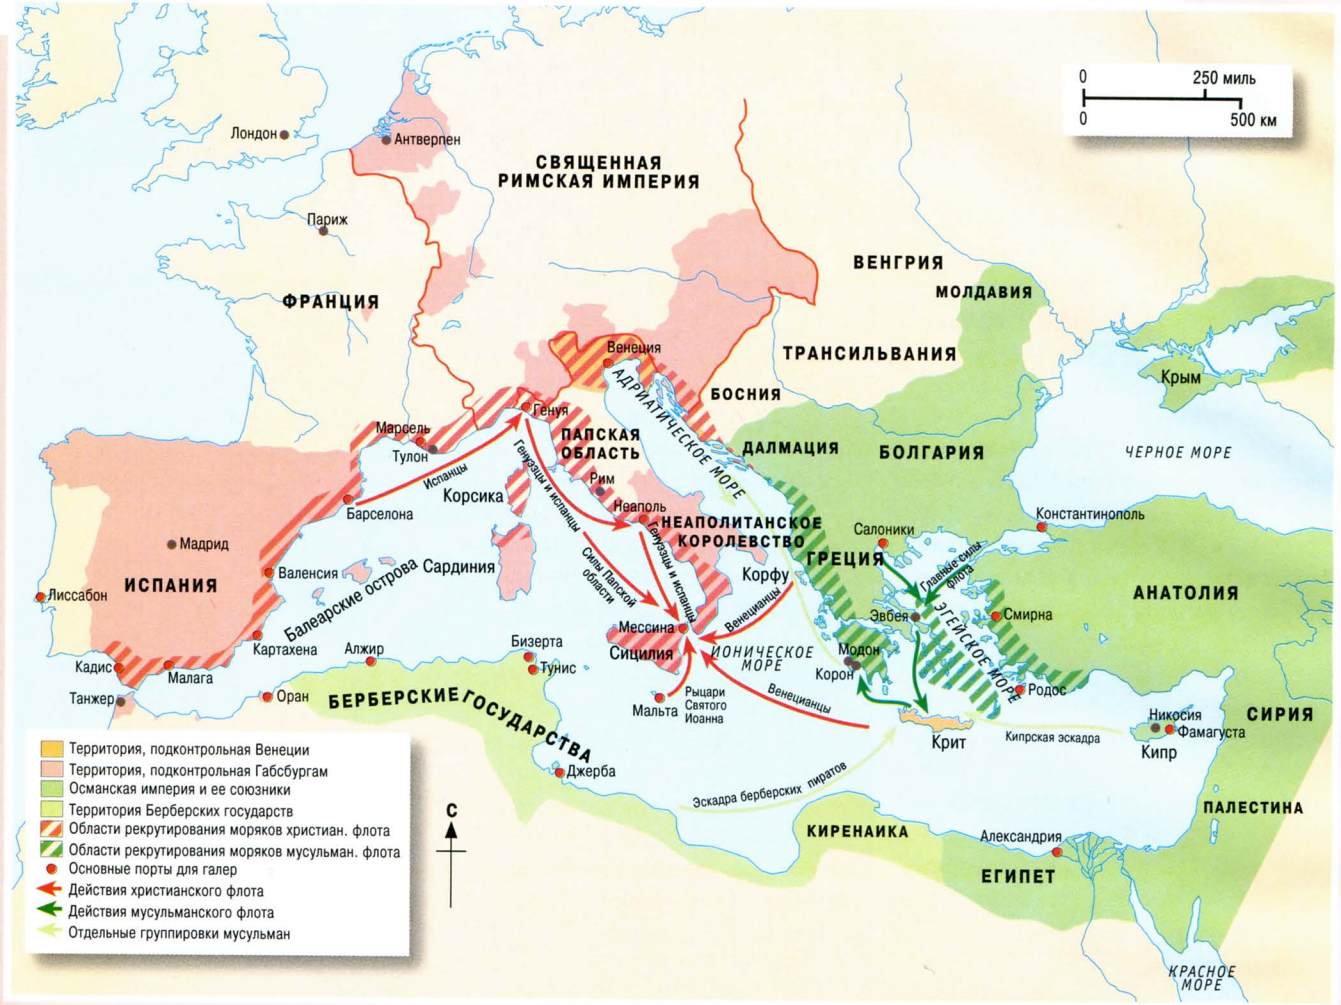 0 250 миль
0 500 км
Лондон
Антверпен
СВЯЩЕННАЯ
РИМСКАЯ ИМПЕРИЯ
Париж
ФРАНЦИЯ
ВЕНГРИЯ
МОЛДАВИЯ
ТРАНСИЛЬВАНИЯ
Венеция
АДРИАТИЧЕСКОЕ МОРЕ
БОСНИЯ
Крым
Генуя
Марсель
Тулон
ПАПСКАЯ
ОБЛАСТЬ
ДАЛМАЦИЯ
БОЛГАРИЯ
ЧЕРНОЕ МОРЕ
Испанцы
Генуэзцы и испанцы
Корсика
Рим
Неаполь
Барселона
НЕАПОЛИТАНСКОЕ
КОРОЛЕВСТВО
Константинополь
Салоники
Мадрид
ИСПАНИЯ
Валенсия
Балеарские острова
Сардиния
Силы Папской
области
Генуэзцы и испанцы
Корфу
ГРЕЦИЯ
Главные силы
флота
АНАТОЛИЯ
Лиссабон
Венецианцы
Эвбея
ЭГЕЙСКОЕ МОРЕ
Смирна
Картахена
Алжир
Бизерта
Тунис
Мессина
Сицилия
ИОНИЧЕСКОЕ
МОРЕ
Модон
Корон
Кадис
Малага
Танжер
Оран
БЕРБЕРСКИЕ ГОСУДАРСТВА
Мальта
Рыцари
Святого
Иоанна
Венецианцы
Родос
Никосия
Фамагуста
СИРИЯ
Крит
Кипрская эскадра
Кипр
Джерба
Эскадра берберских пиратов
ПАЛЕСТИНА
КИРЕНАИКА
Александрия
ЕГИПЕТ
КРАСНОЕ
МОРЕ
С
Территория, подконтрольная Венеции
Территория, подконтрольная Габсбургам
Османская империя и ее союзники
Территория Берберских государств
Области рекрутирования моряков христиан. флота
Области рекрутирования моряков мусульман. флота
Основные порты для галер
Действия христианского флота
Действия мусульманского флота
Отдельные группировки мусульман